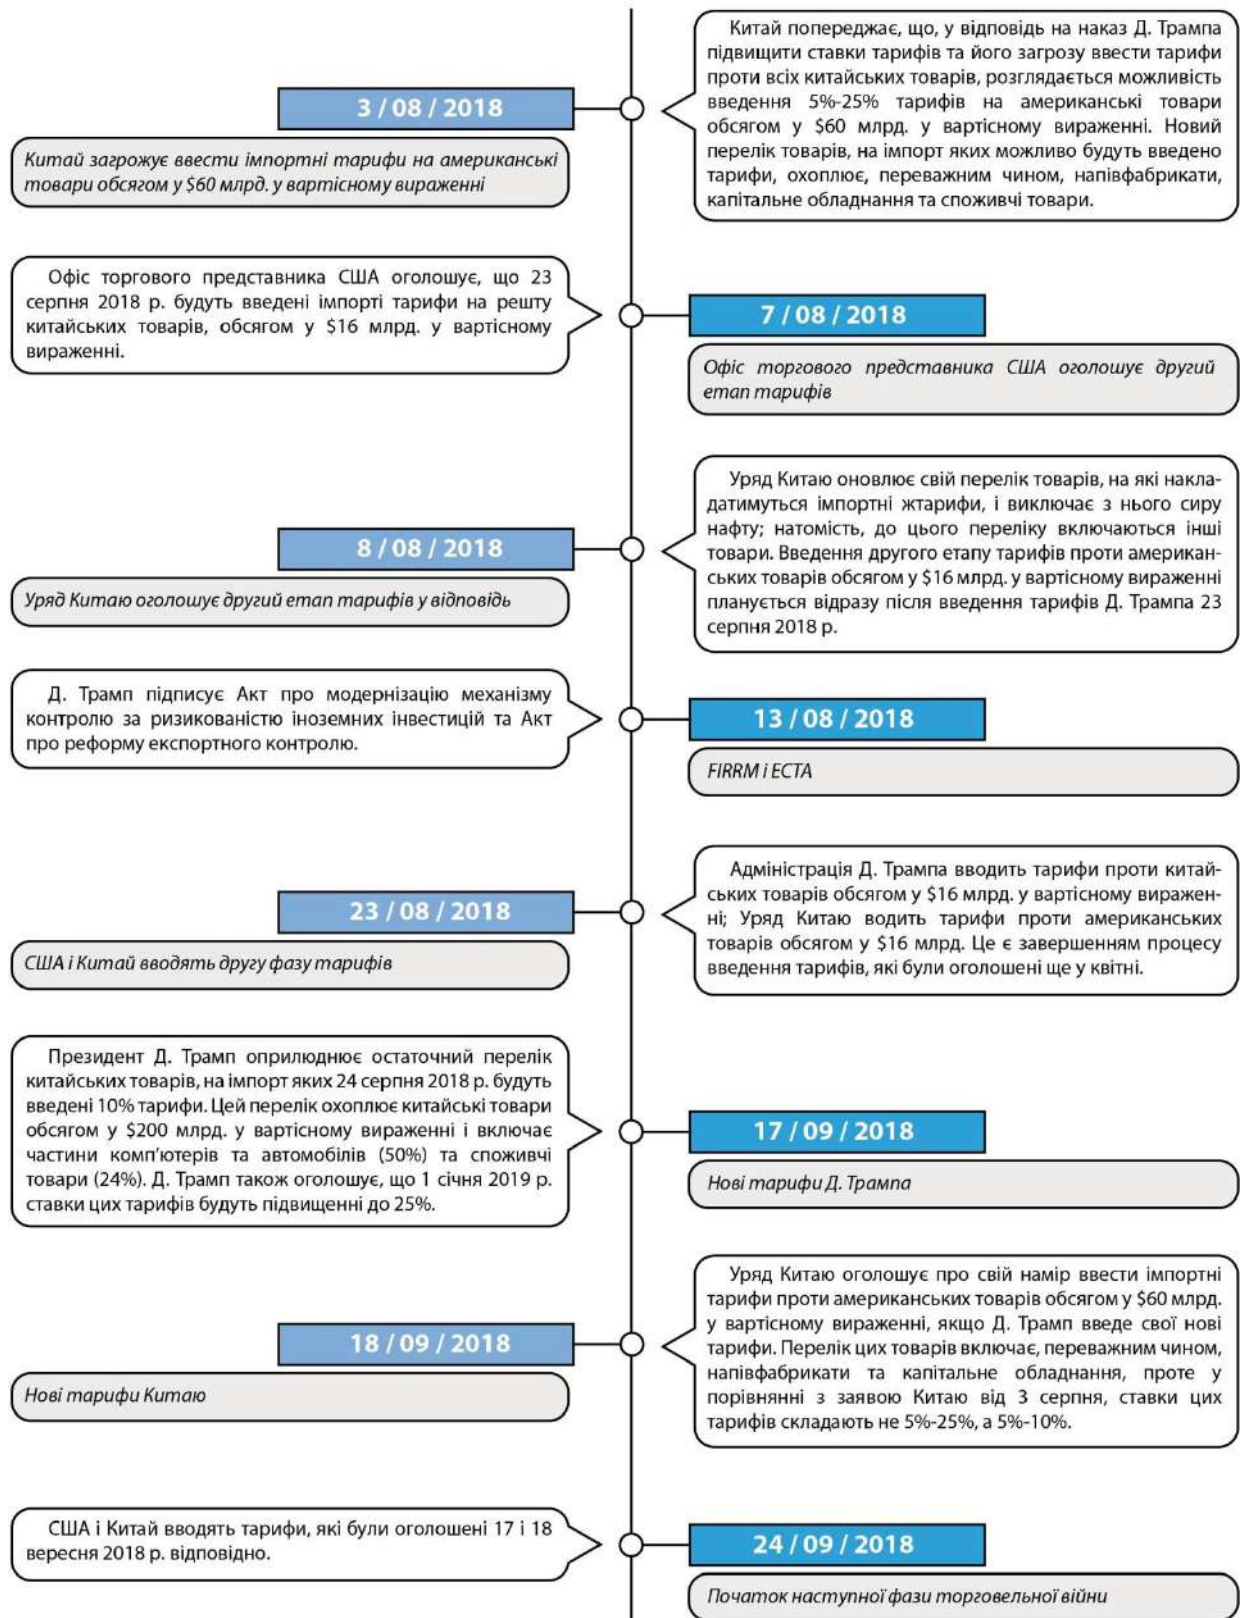 Китай попереджає, що, у відповідь на наказ Д. Трампа
підвищити ставки тарифів та його загрозу ввести тарифи
проти всіх китайських товарів, розглядається можливість
введення 5%-25% тарифів на американські товари
обсягом у $60 млрд. у вартісному вираженні. Новий
перелік товарів, на імпорт яких можливо будуть введено
тарифи, охоплює, переважним чином, напівфабрикати,
капітальне обладнання та споживчі товари.
3 / 08 / 2018
Китай загрожує ввести імпортні тарифи на американські
товари обсягом у $60 млрд. у вартісному вираженні
Офіс торгового представника США оголошує, що 23
серпня 2018 р. будуть введені імпорті тарифи на решту
китайських товарів, обсягом у $16 млрд. у вартісному
вираженні.
7 / 08 / 2018
Офіс торгового представника США оголошує другий
етап тарифів
Уряд Китаю оновлює свій перелік товарів, на які накла-
датимуться імпортні жтарифи, і виключає з нього сиру
нафту; натомість, до цього переліку включаються інші
товари. Введення другого етапу тарифів проти американ-
ських товарів обсягом у $16 млрд. у вартісному вираженні
планується відразу після введення тарифів Д. Трампа 23
серпня 2018 р.
8 / 08 / 2018
Уряд Китаю оголошує другий етап тарифів у відповідь
Д. Трамп підписує Акт про модернізацію механізму
контролю за ризикованістю іноземних інвестицій та Акт
про реформу експортного контролю.
13 / 08 / 2018
FIRRM і ECTA
Адміністрація Д. Трампа вводить тарифи проти китай-
ських товарів обсягом у $16 млрд. у вартісному виражен-
ні; Уряд Китаю водить тарифи проти американських
товарів обсягом у $16 млрд. Це є завершенням процесу
введення тарифів, які були оголошені ще у квітні.
23 / 08 / 2018
США і Китай вводять другу фазу тарифів
Президент Д. Трамп оприлюднює остаточний перелік
китайських товарів, на імпорт яких 24 серпня 2018 р. будуть
введені 10% тарифи. Цей перелік охоплює китайські товари
обсягом у $200 млрд. у вартісному вираженні і включає
частини комп'ютерів та автомобілів (50%) та споживчі
товари (24%). Д. Трамп також оголошує, що 1 січня 2019 р.
ставки цих тарифів будуть підвищенні до 25%.
17 / 09 / 2018
Нові тарифи Д. Трампа
Уряд Китаю оголошує про свій намір ввести імпортні
тарифи проти американських товарів обсягом у $60 млрд.
у вартісному вираженні, якщо Д. Трамп введе свої нові
тарифи. Перелік цих товарів включає, переважним чином,
напівфабрикати та капітальне обладнання, проте у
порівнянні з заявою Китаю від 3 серпня, ставки цих
тарифів складають не 5%-25%, а 5%-10%.
18 / 09 / 2018
Нові тарифи Китаю
США і Китай вводять тарифи, які були оголошені 17 і 18
вересня 2018 р. відповідно.
24 / 09 / 2018
Початок наступної фази торговельної війни